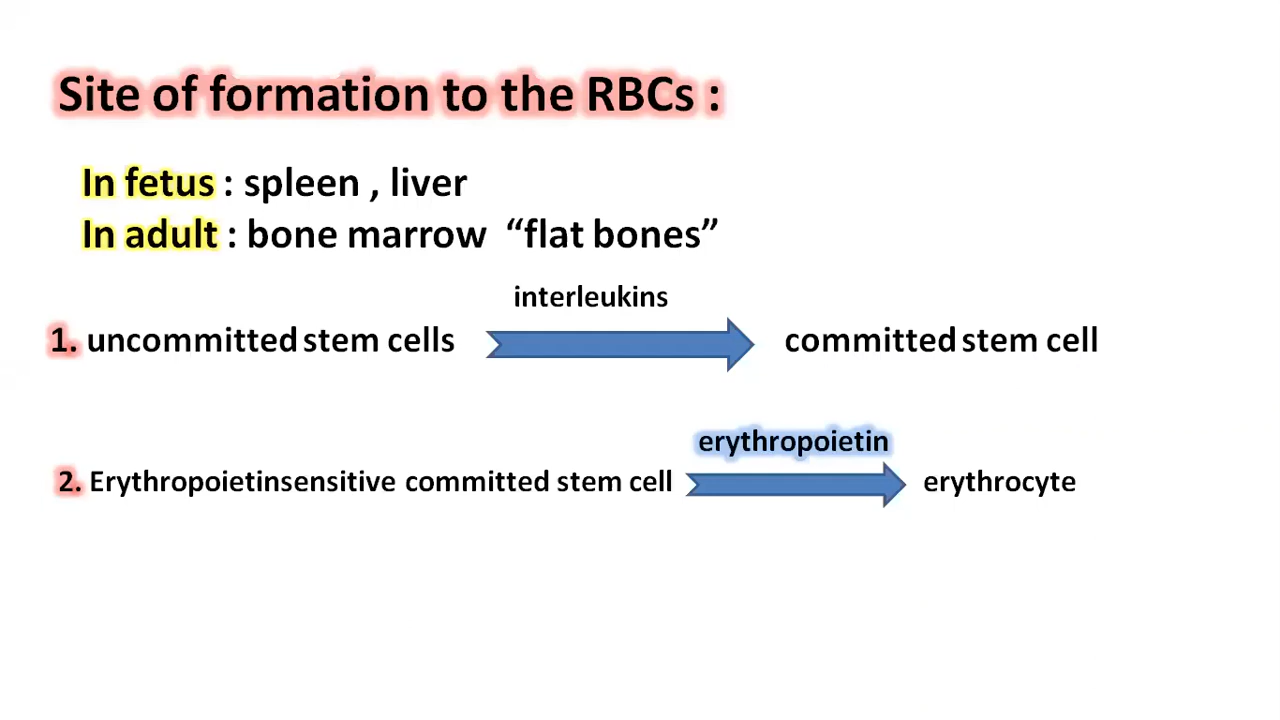 Site of formation to the RBCs :
In fetus : spleen , liver
In adult : bone marrow “flat bones”
interleukins
1. uncommitted stem cells committed stem cell
erythropoietin
2. Erythropoietinsensitive committed stem cell erythrocyte